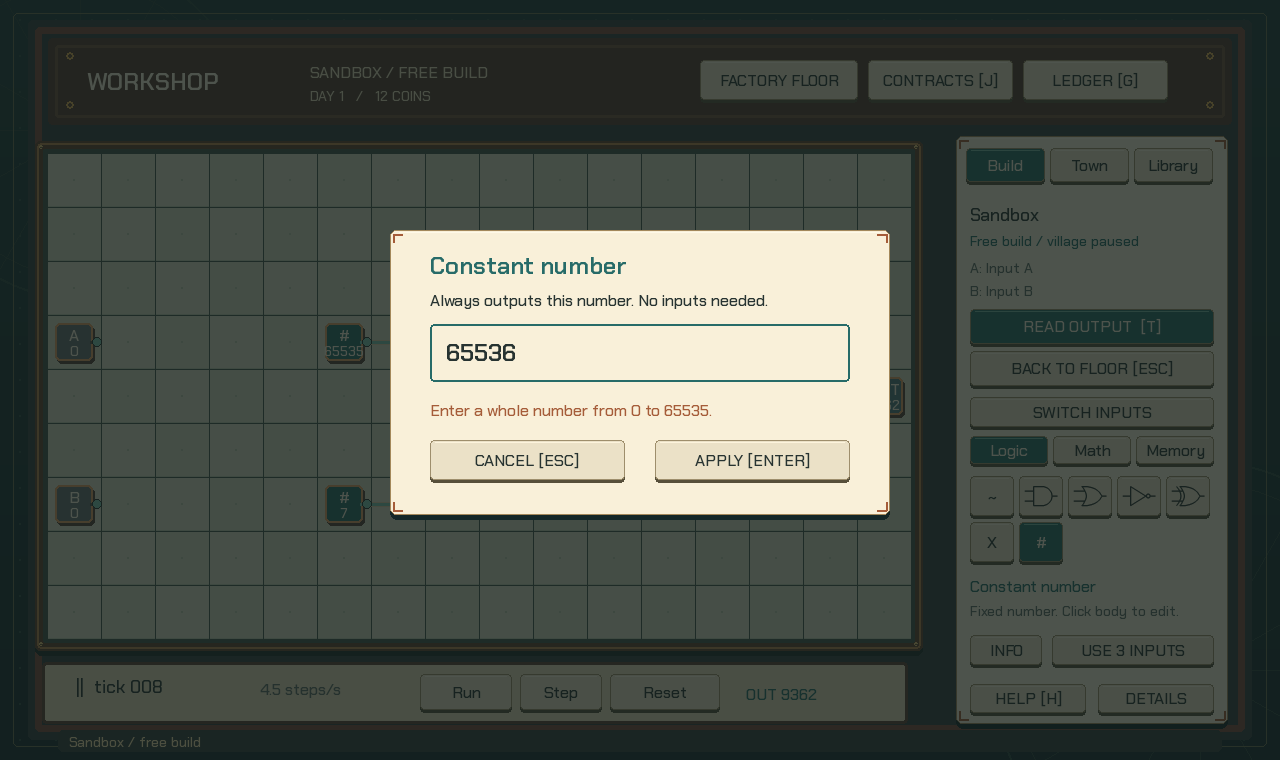 WORKSHOP
SANDBOX / FREE BUILD
DAY 1 / 12 COINS
FACTORY FLOOR
CONTRACTS [J]
LEDGER [G]
Build
Town
Library
Sandbox
Free build / village paused
A: Input A
B: Input B
READ OUTPUT [T]
BACK TO FLOOR [ESC]
SWITCH INPUTS
Logic
Math
Memory
~
X
#
Constant number
Fixed number. Click body to edit.
INFO
USE 3 INPUTS
HELP [H]
DETAILS
A
0
#
65535
B
0
#
7
Constant number
Always outputs this number. No inputs needed.
65536
Enter a whole number from 0 to 65535.
CANCEL [ESC]
APPLY [ENTER]
|| tick 008
4.5 steps/s
Run
Step
Reset
OUT 9362
Sandbox / free build